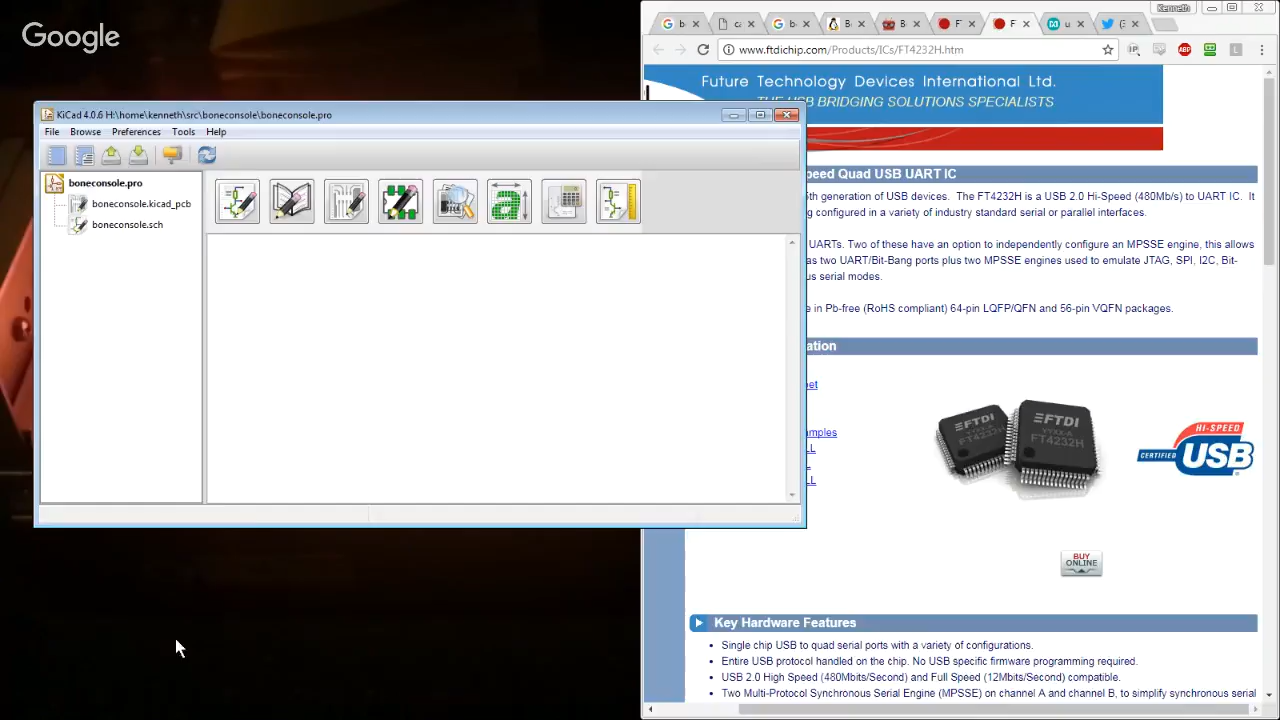 Google
Kenneth
www.ftdichip.com/Products/ICs/FT4232H.htm
Future Technology Devices International Ltd.
THE USB BRIDGING SOLUTIONS SPECIALISTS
KiCad 4.0.6 H:\home\kenneth\src\boneconsole\boneconsole.pro
File Browse Preferences Tools Help
boneconsole.pro
boneconsole.kicad_pcb
boneconsole.sch
peed Quad USB UART IC
th generation of USB devices. The FT4232H is a USB 2.0 Hi-Speed (480Mb/s) to UART IC. It
g configured in a variety of industry standard serial or parallel interfaces.
UARTs. Two of these have an option to independently configure an MPSSE engine, this allows
as two UART/Bit-Bang ports plus two MPSSE engines used to emulate JTAG, SPI, I2C, Bit-
us serial modes.
e in Pb-free (RoHS compliant) 64-pin LQFP/QFN and 56-pin VQFN packages.
ation
et
amples
LL
LL
FTDI
FT4232H
FTDI
FT4232H
HI-SPEED
CERTIFIED USB
BUY
ONLINE
Key Hardware Features
Single chip USB to quad serial ports with a variety of configurations.
Entire USB protocol handled on the chip. No USB specific firmware programming required.
USB 2.0 High Speed (480Mbits/Second) and Full Speed (12Mbits/Second) compatible.
Two Multi-Protocol Synchronous Serial Engine (MPSSE) on channel A and channel B, to simplify synchronous serial